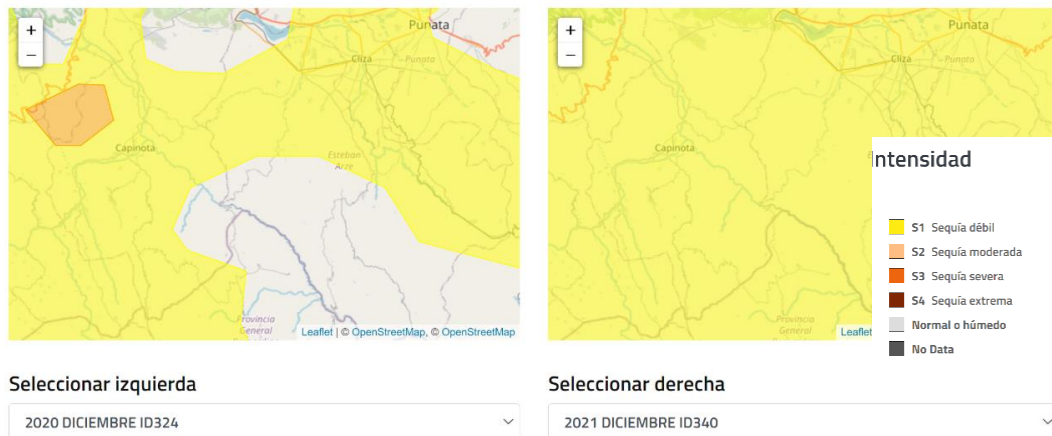 +
−
Punata
Cliza
Punata
Capinota
Esteban
Arze
Provincia
General
Leaflet | © OpenStreetMap, © OpenStreetMap
+
−
Punata
Cliza
Punata
Capinota
Provincia
General
Leaflet
Intensidad
S1 Sequía débil
S2 Sequía moderada
S3 Sequía severa
S4 Sequía extrema
Normal o húmedo
No Data
Seleccionar izquierda
2020 DICIEMBRE ID324
Seleccionar derecha
2021 DICIEMBRE ID340